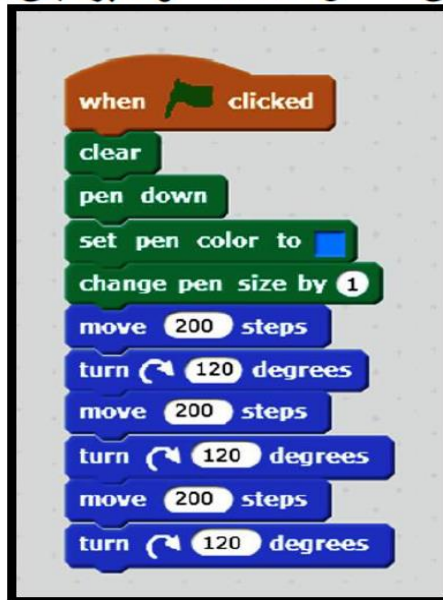 when clicked
clear
pen down
set pen color to
change pen size by 1
move 200 steps
turn 120 degrees
move 200 steps
turn 120 degrees
move 200 steps
turn 120 degrees